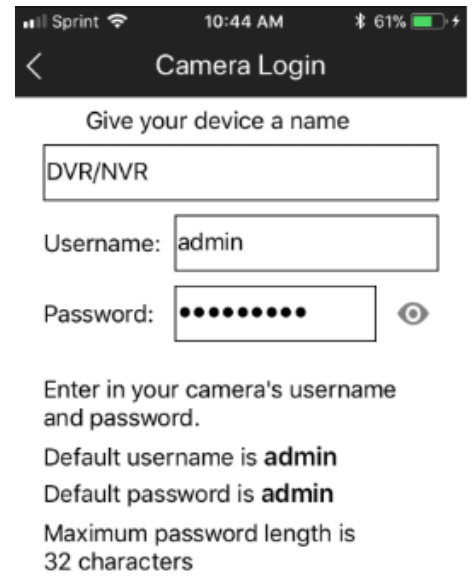 Sprint 10:44 AM 61%
Camera Login
Give your device a name
DVR/NVR
Username: admin
Password: •••••••••
Enter in your camera's username
and password.
Default username is admin
Default password is admin
Maximum password length is
32 characters